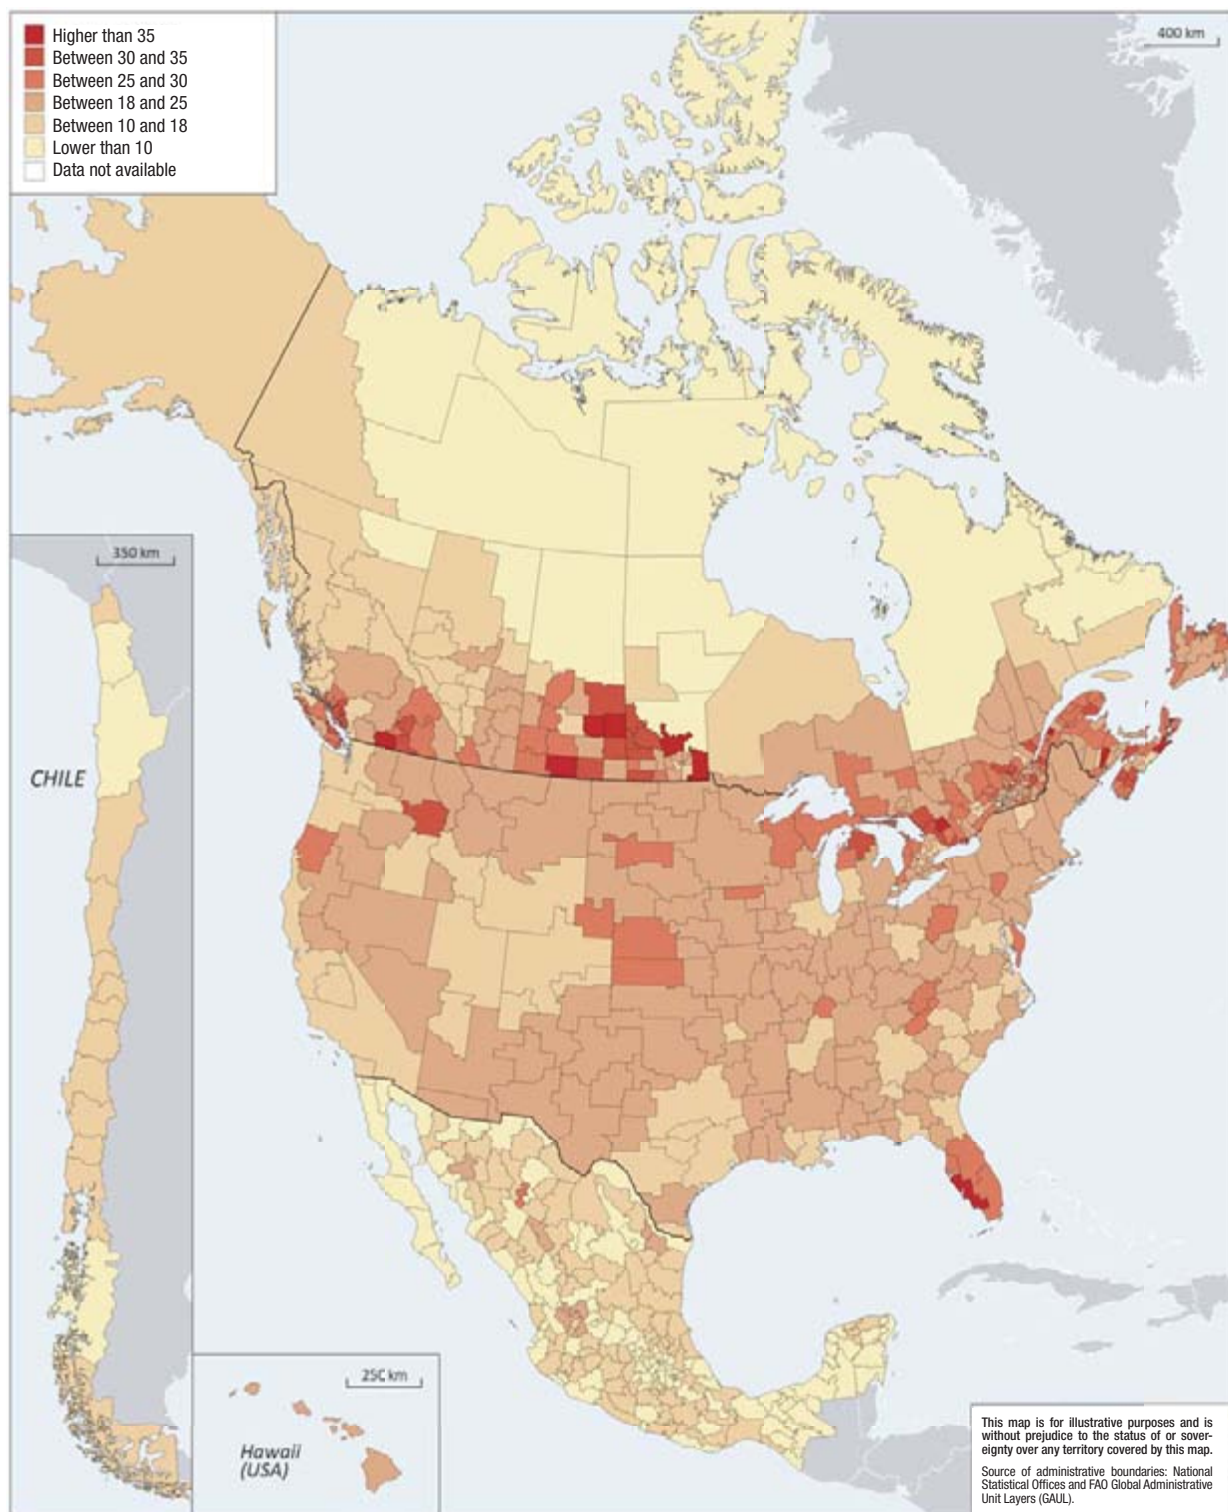 Higher than 35
Between 30 and 35
Between 25 and 30
Between 18 and 25
Between 10 and 18
Lower than 10
Data not available
400 km
350 km
CHILE
25C km
Hawaii
(USA)
This map is for illustrative purposes and is
without prejudice to the status of or sover-
eignty over any territory covered by this map.
Source of administrative boundaries: National
Statistical Offices and FAO Global Administrative
Unit Layers (GAUL).